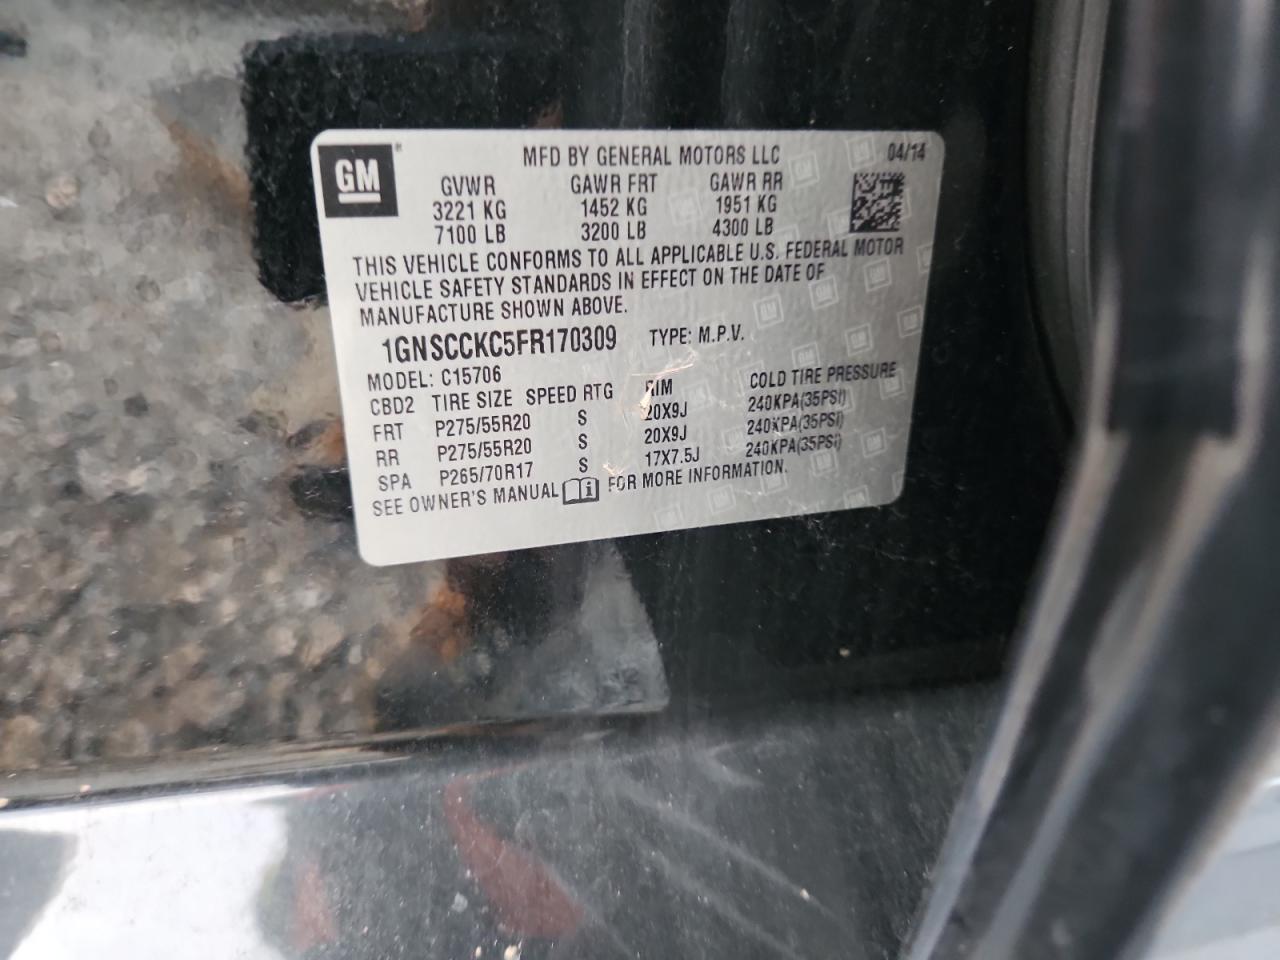 GM
MFD BY GENERAL MOTORS LLC 04/14
GVWR GAWR FRT GAWR RR
3221 KG 1452 KG 1951 KG
7100 LB 3200 LB 4300 LB
THIS VEHICLE CONFORMS TO ALL APPLICABLE U.S. FEDERAL MOTOR
VEHICLE SAFETY STANDARDS IN EFFECT ON THE DATE OF
MANUFACTURE SHOWN ABOVE.
1GNSCCKC5FR170309 TYPE: M.P.V.
MODEL: C15706
CBD2 TIRE SIZE SPEED RTG RIM COLD TIRE PRESSURE
FRT P275/55R20 S 20X9J 240KPA(35PSI)
RR P275/55R20 S 20X9J 240KPA(35PSI)
SPA P265/70R17 S 17X7.5J 240KPA(35PSI)
SEE OWNER'S MANUAL i FOR MORE INFORMATION.